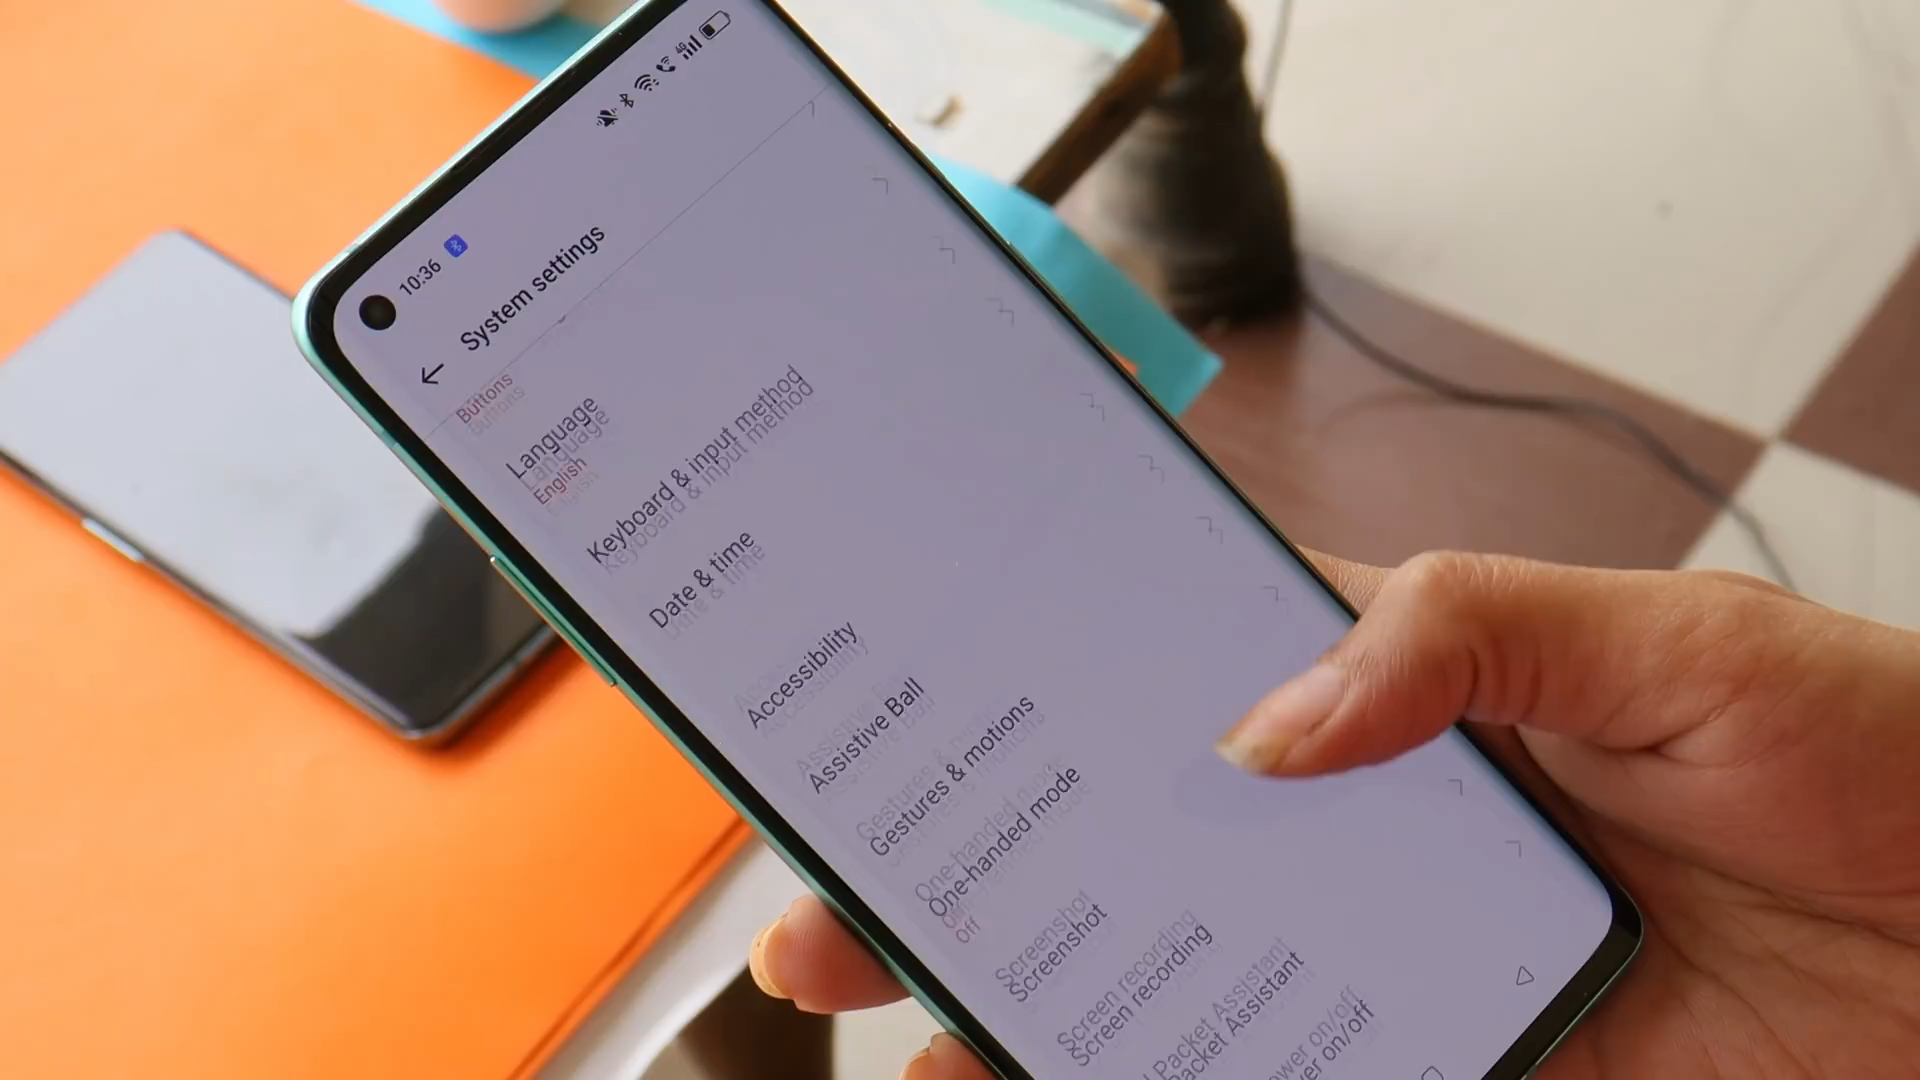 4G
10:36
System settings
Buttons
Language
English
Keyboard & input method
Date & time
Accessibility
Assistive Ball
Gestures & motions
One-handed mode
Off
Screenshot
Screen recording
Packet Assistant
on/off